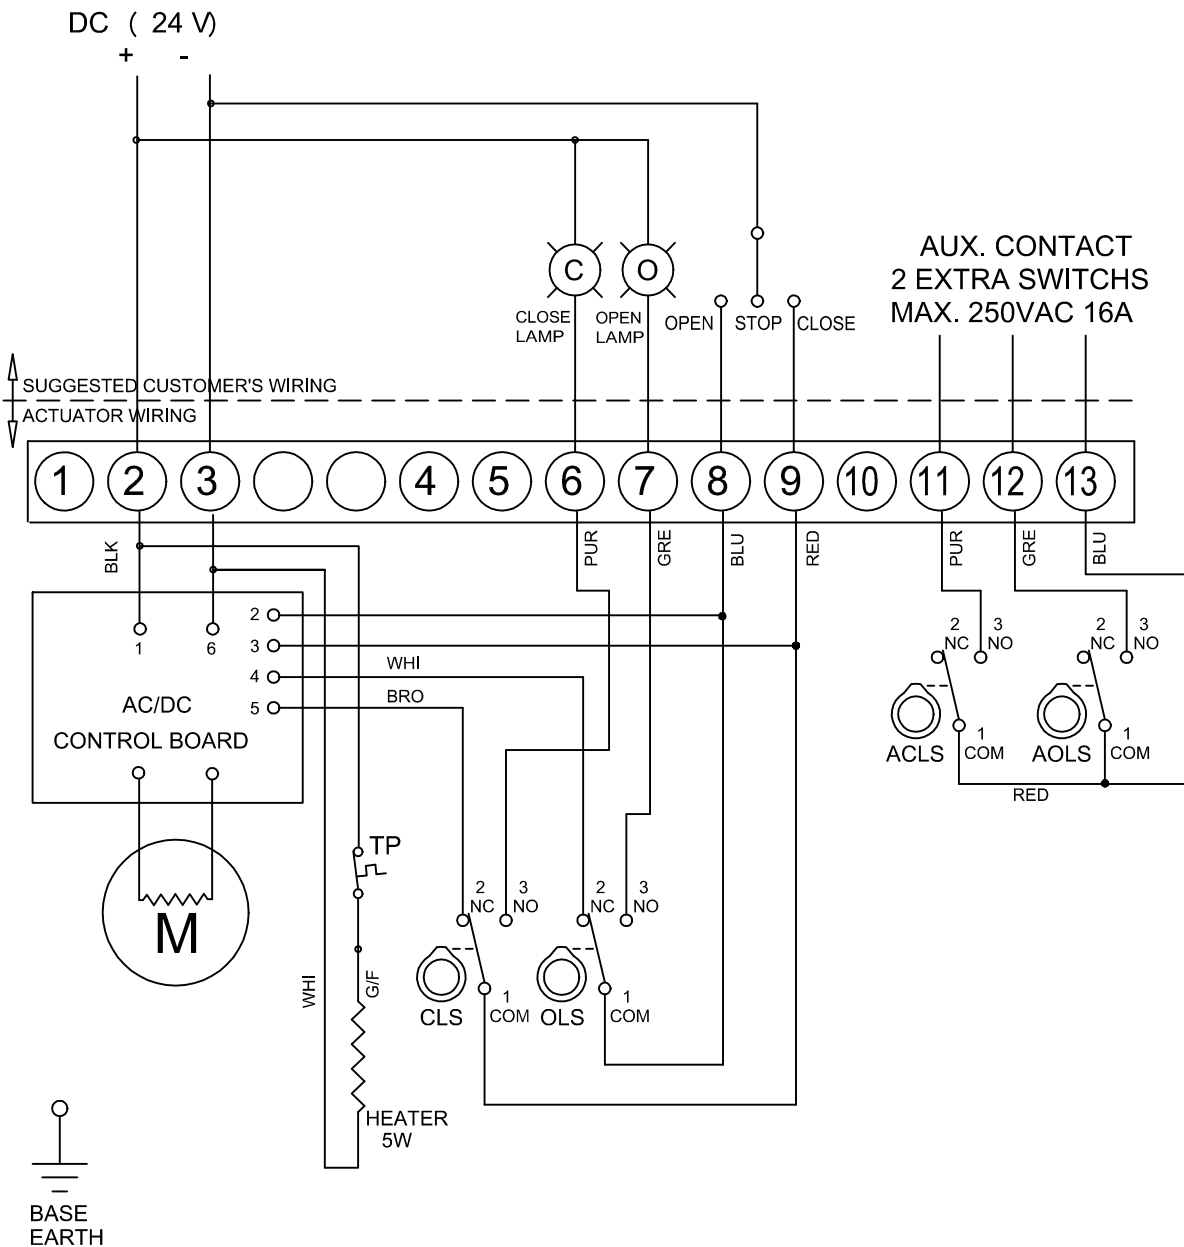 DC ( 24 V)
+ -
AUX. CONTACT
2 EXTRA SWITCHS
MAX. 250VAC 16A
C
O
CLOSE
LAMP
OPEN
LAMP
OPEN
STOP
CLOSE
SUGGESTED CUSTOMER'S WIRING
ACTUATOR WIRING
1 2 3 4 5 6 7 8 9 10 11 12 13
BLK
PUR
GRE
BLU
RED
PUR
GRE
BLU
1
6
2
3
4
5
WHI
BRO
AC/DC
CONTROL BOARD
2
NC
3
NO
ACLS
1
COM
2
NC
3
NO
AOLS
1
COM
RED
M
TP
WHI
G/F
2
NC
3
NO
CLS
1
COM
2
NC
3
NO
OLS
1
COM
HEATER
5W
BASE
EARTH